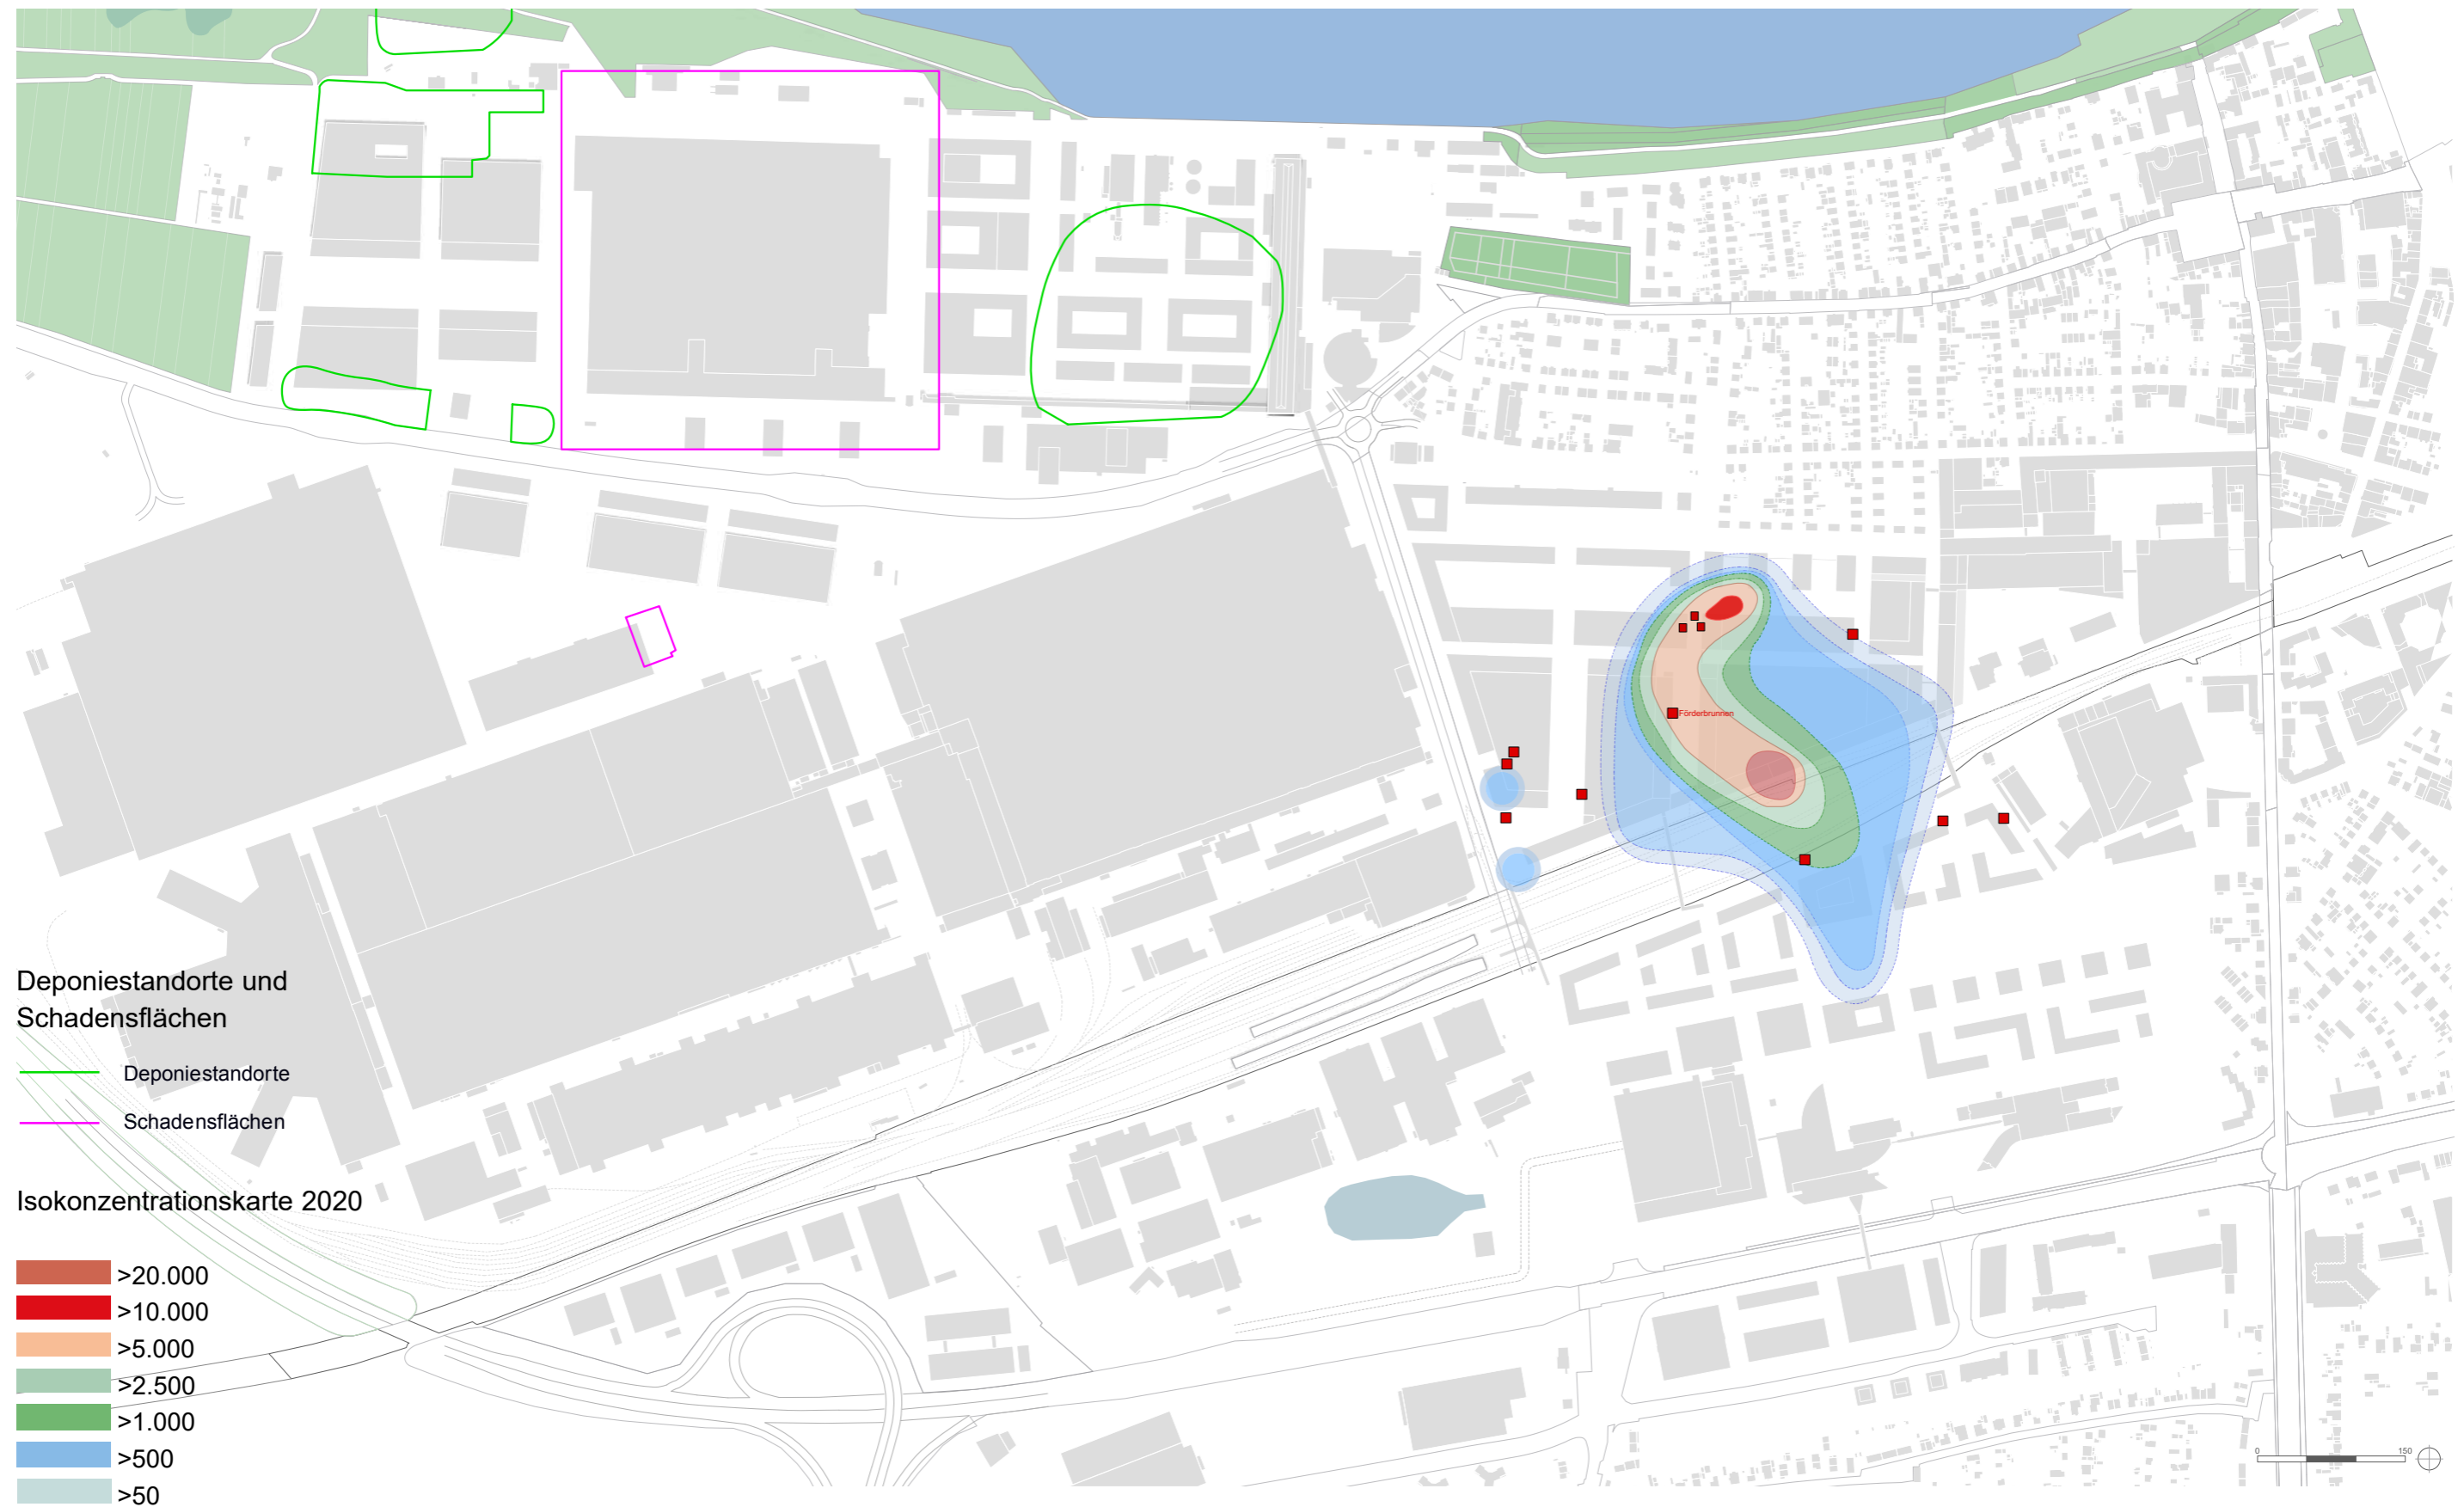 Förderbrunnen
Deponiestandorte und
Schadensflächen
Deponiestandorte
Schadensflächen
Isokonzentrationskarte 2020
>20.000
>10.000
>5.000
>2.500
>1.000
>500
>50
0 150